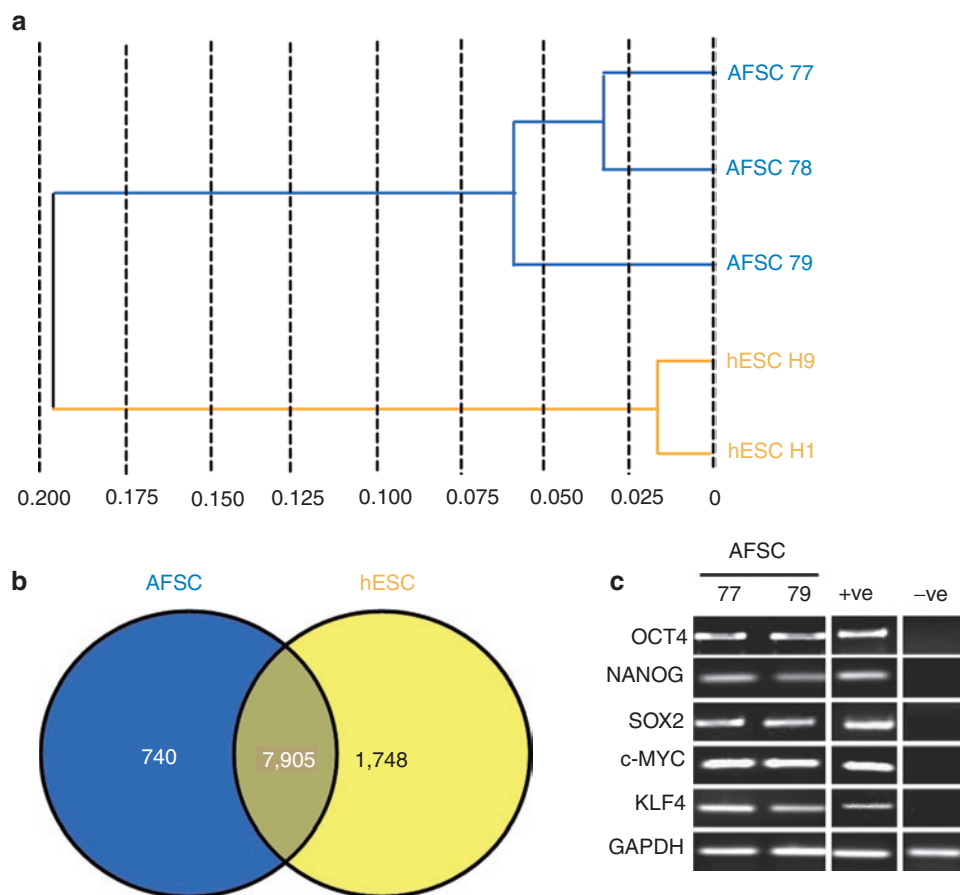 a
AFSC 77
AFSC 78
AFSC 79
hESC H9
hESC H1
0.200 0.175 0.150 0.125 0.100 0.075 0.050 0.025 0
b
AFSC hESC
740 7,905 1,748
c
AFSC
77 79 +ve –ve
OCT4
NANOG
SOX2
c-MYC
KLF4
GAPDH